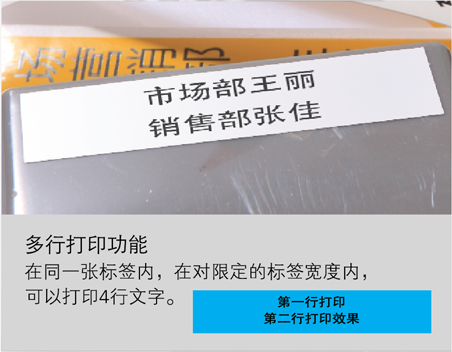 市场部王丽
销售部张佳
多行打印功能
在同一张标签内，在对限定的标签宽度内，
可以打印4行文字。
第一行打印
第二行打印效果